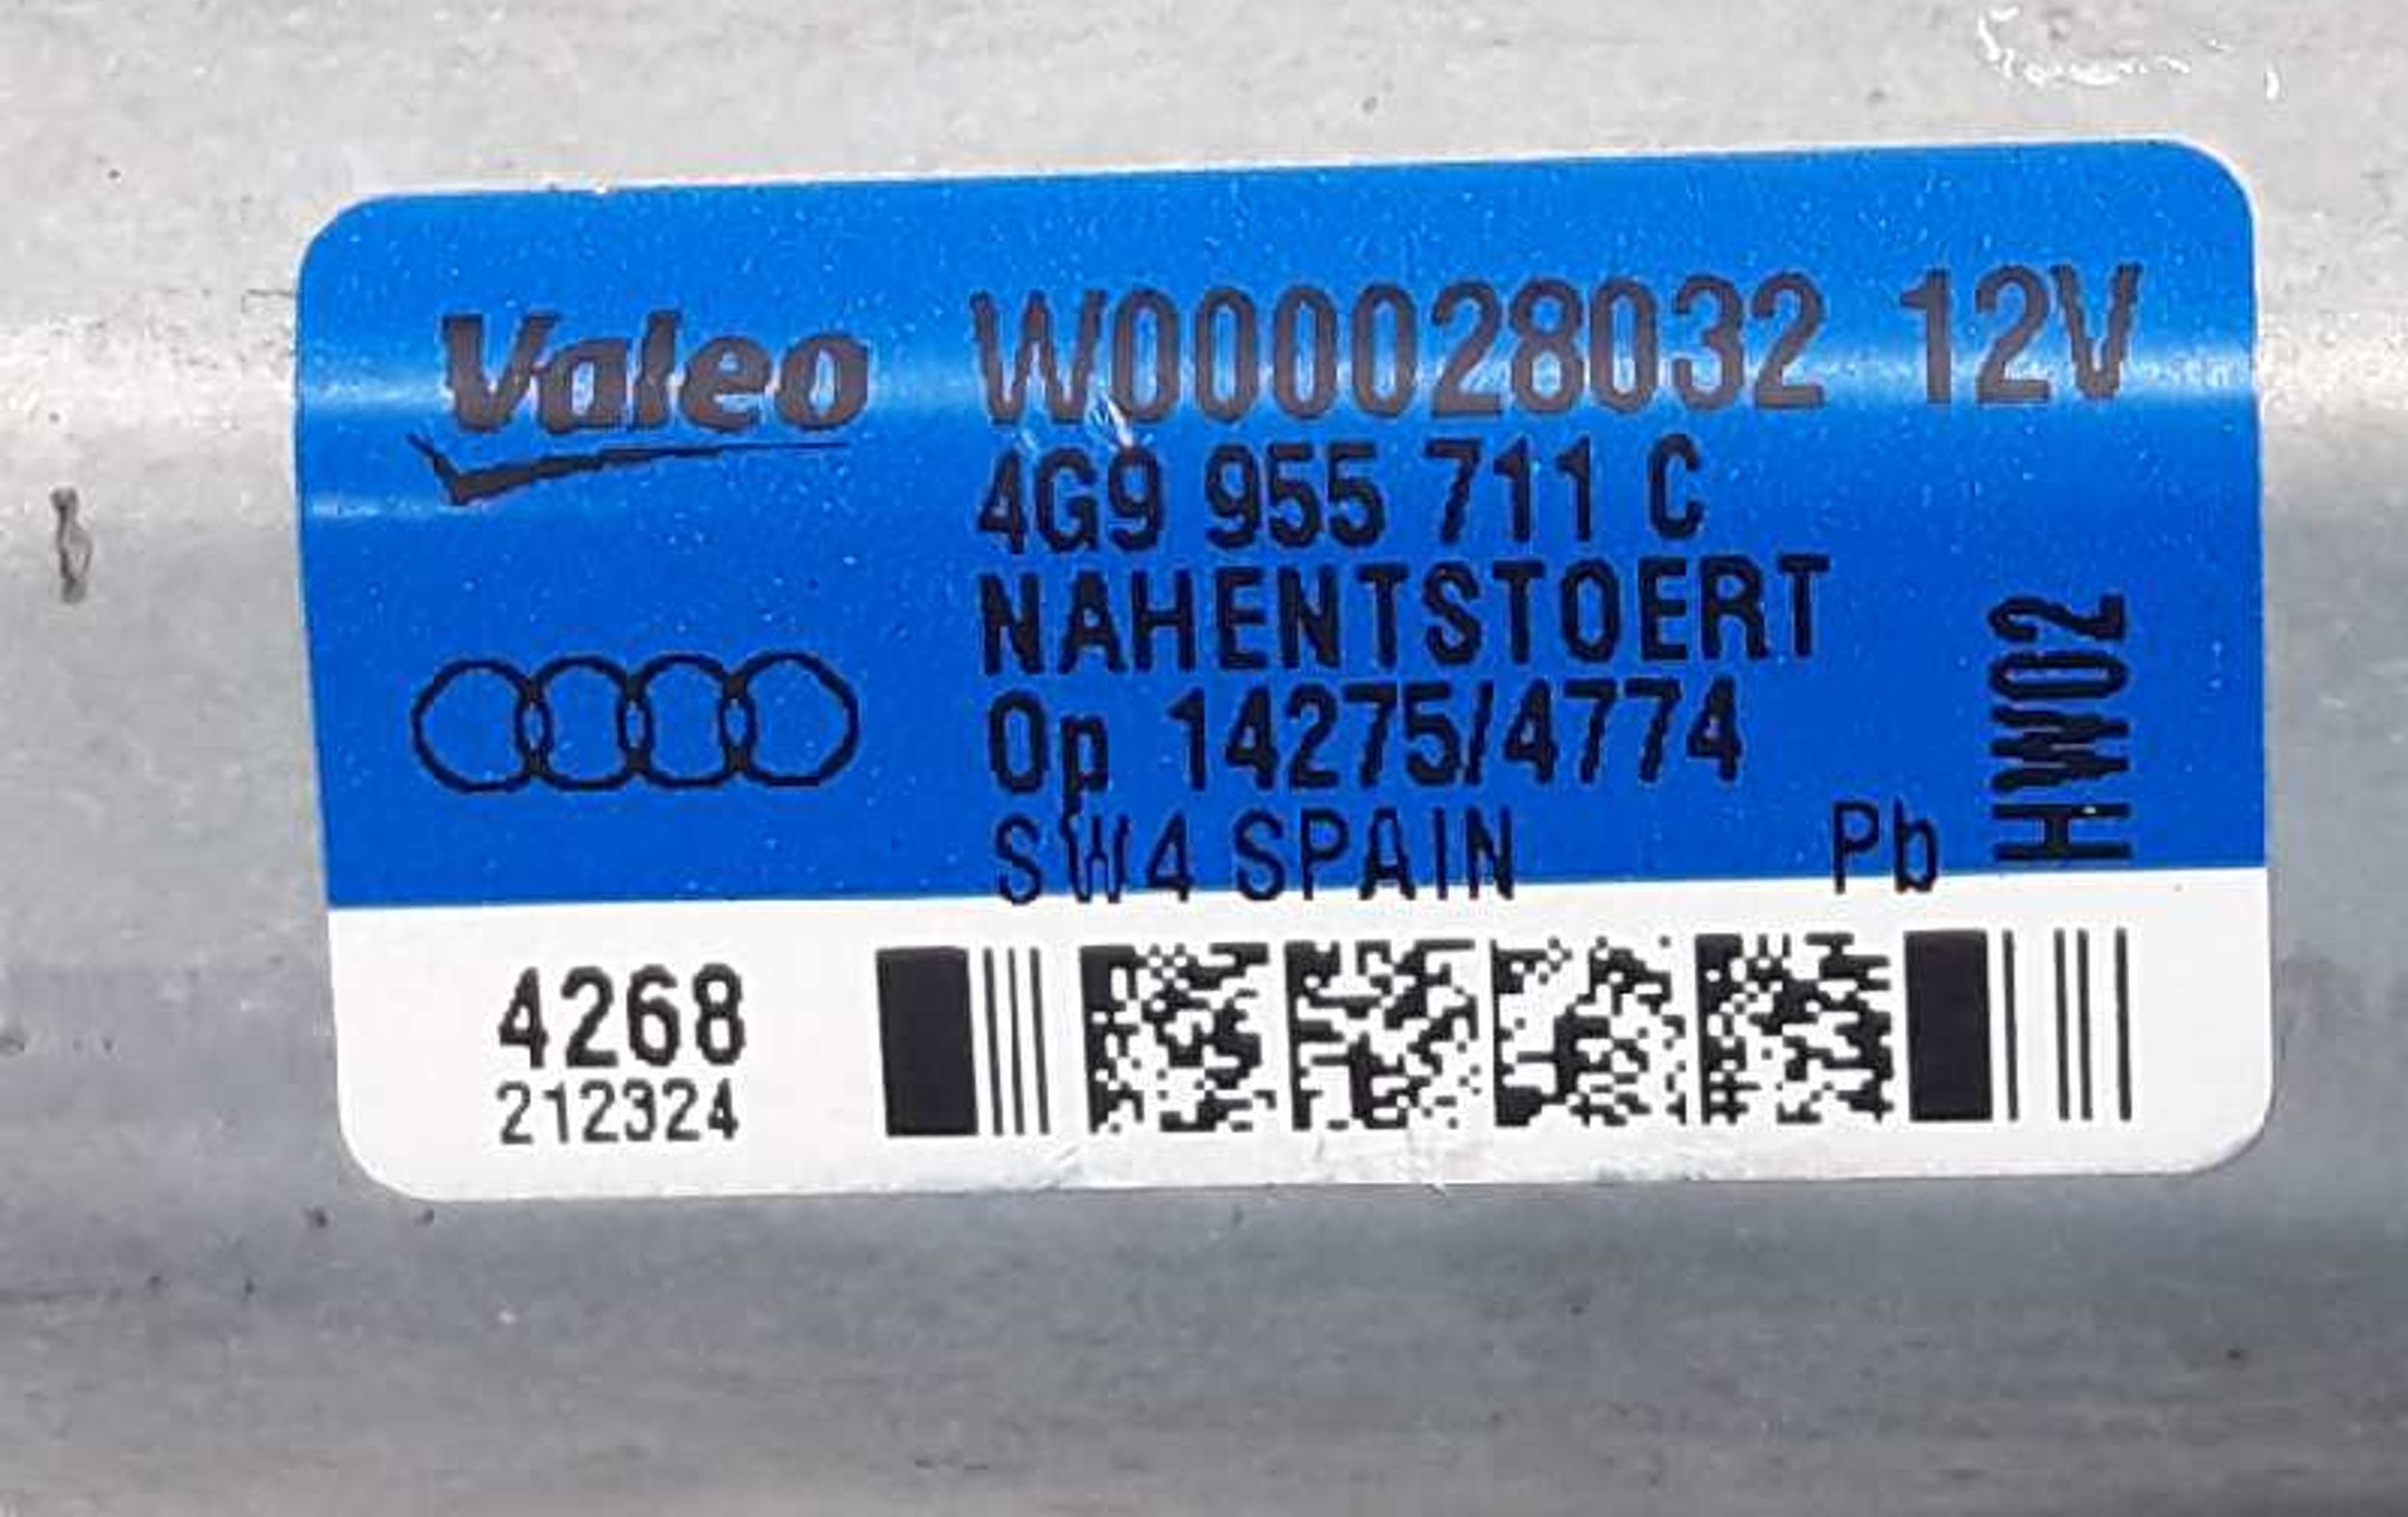 Valeo W000028032 12V
4G9 955 711 C
NAHENTSTOERT
Op 14275/4774
SW4 SPAIN Pb
HW02
4268
212324